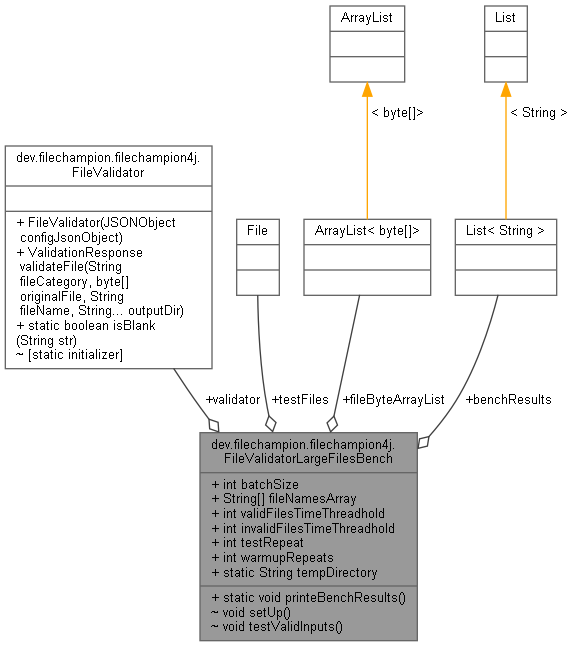 ArrayList
List
< byte[]>
< String >
dev.filechampion.filechampion4j.
FileValidator
+ FileValidator(JSONObject
configJsonObject)
+ ValidationResponse
validateFile(String
fileCategory, byte[]
originalFile, String
fileName, String... outputDir)
+ static boolean isBlank
(String str)
~ [static initializer]
File
ArrayList< byte[]>
List< String >
+validator
+testFiles
+fileByteArrayList
+benchResults
dev.filechampion.filechampion4j.
FileValidatorLargeFilesBench
+ int batchSize
+ String[] fileNamesArray
+ int validFilesTimeThreadhold
+ int invalidFilesTimeThreadhold
+ int testRepeat
+ int warmupRepeats
+ static String tempDirectory
+ static void printeBenchResults()
~ void setUp()
~ void testValidInputs()